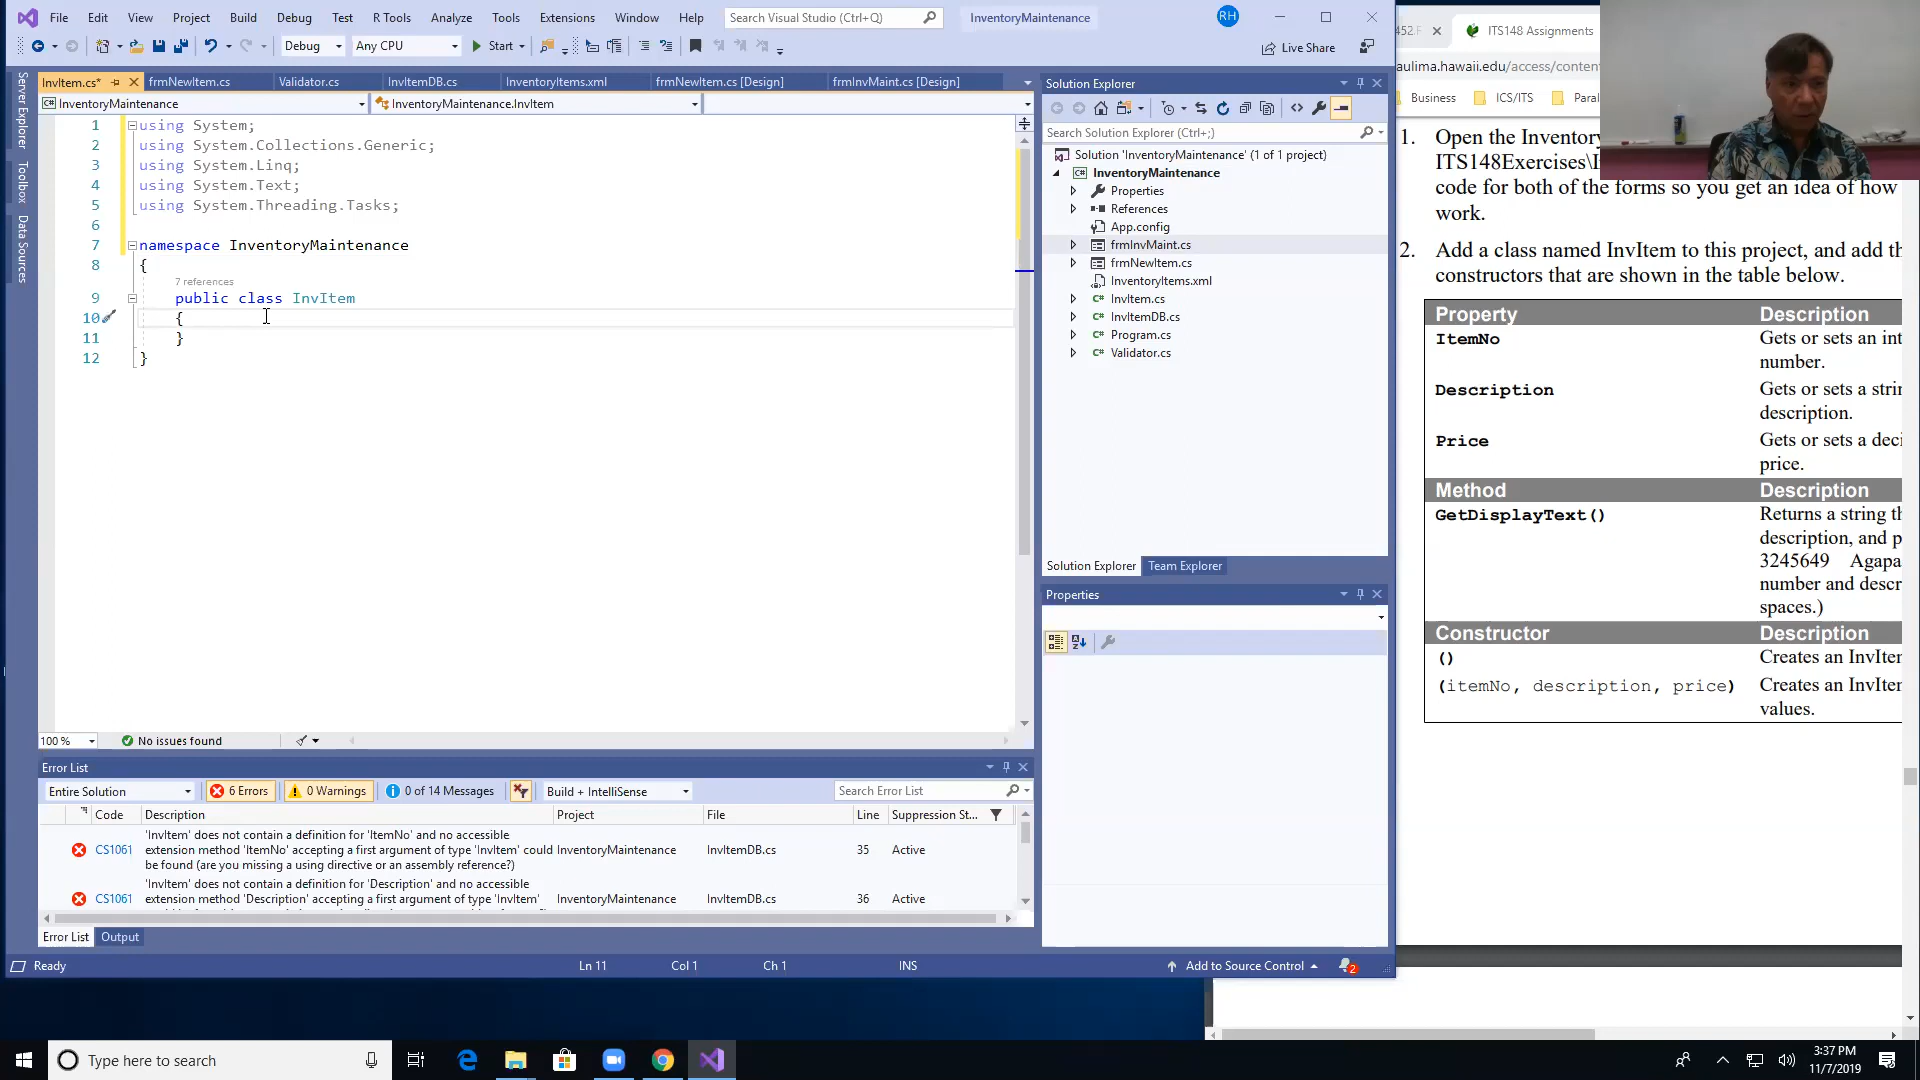 File Edit View Project Build Debug Test R Tools Analyze Tools Extensions Window Help Search Visual Studio (Ctrl+Q) InventoryMaintenance RH
Debug Any CPU Start Live Share
InvItem.cs* frmNewItem.cs Validator.cs InvItemDB.cs InventoryItems.xml frmNewItem.cs [Design] frmInvMaint.cs [Design]
InventoryMaintenance InventoryMaintenance.InvItem
Server Explorer
Toolbox
Data Sources
1 using System;
2 using System.Collections.Generic;
3 using System.Linq;
4 using System.Text;
5 using System.Threading.Tasks;
6
7 namespace InventoryMaintenance
8 {
7 references
9 public class InvItem
10 {
11 }
12 }
100 % No issues found
Error List
Entire Solution 6 Errors 0 Warnings 0 of 14 Messages Build + IntelliSense Search Error List
Code Description Project File Line Suppression St...
'InvItem' does not contain a definition for 'ItemNo' and no accessible
CS1061 extension method 'ItemNo' accepting a first argument of type 'InvItem' could InventoryMaintenance InvItemDB.cs 35 Active
be found (are you missing a using directive or an assembly reference?)
'InvItem' does not contain a definition for 'Description' and no accessible
CS1061 extension method 'Description' accepting a first argument of type 'InvItem' InventoryMaintenance InvItemDB.cs 36 Active
Error List Output
Ready Ln 11 Col 1 Ch 1 INS Add to Source Control 2
Solution Explorer
Search Solution Explorer (Ctrl+;)
Solution 'InventoryMaintenance' (1 of 1 project)
InventoryMaintenance
Properties
References
App.config
frmInvMaint.cs
frmNewItem.cs
InventoryItems.xml
InvItem.cs
InvItemDB.cs
Program.cs
Validator.cs
Solution Explorer Team Explorer
Properties
452.F ITS148 Assignments
aulima.hawaii.edu/access/conten
Business ICS/ITS Paral
1. Open the Inventory
ITS148Exercises\I
code for both of the forms so you get an idea of how
work.
2. Add a class named InvItem to this project, and add th
constructors that are shown in the table below.
Property Description
ItemNo Gets or sets an int
number.
Description Gets or sets a strin
description.
Price Gets or sets a deci
price.
Method Description
GetDisplayText() Returns a string th
description, and p
3245649 Agapa
number and descr
spaces.)
Constructor Description
() Creates an InvIter
(itemNo, description, price) Creates an InvIter
values.
Type here to search
3:37 PM
11/7/2019